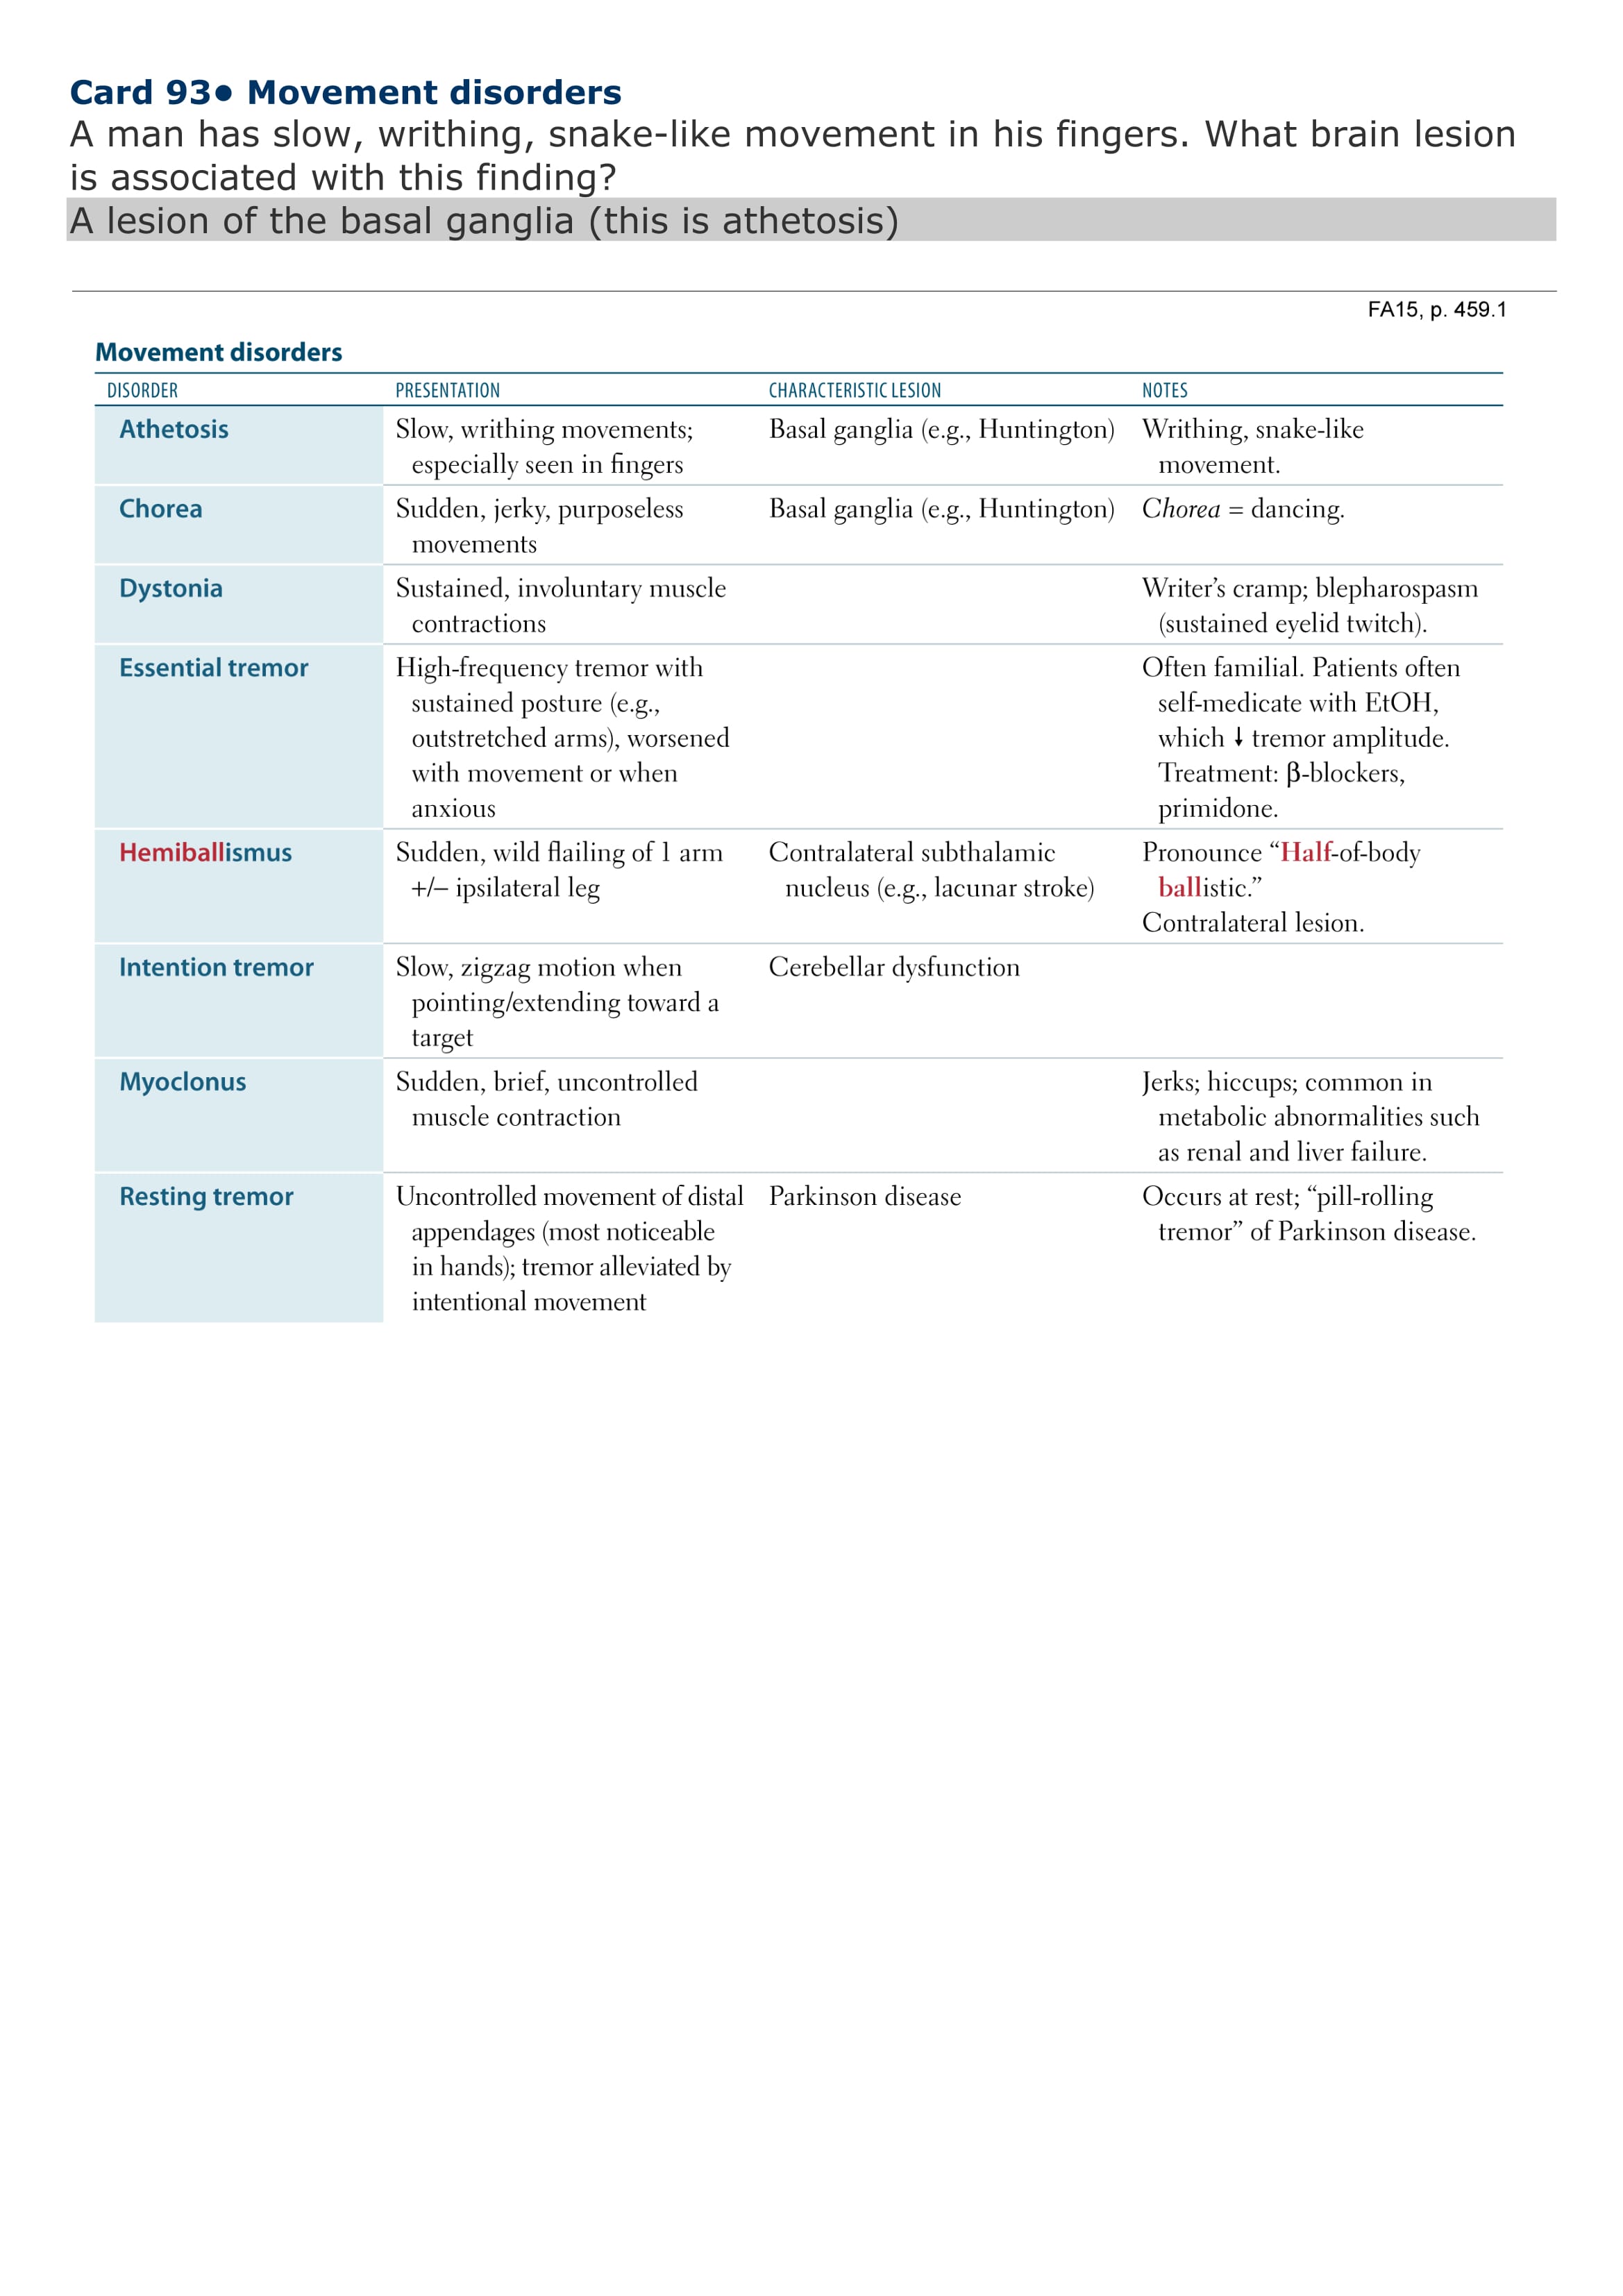 Card 93● Movement disorders
A man has slow, writhing, snake-like movement in his fingers. What brain lesion
is associated with this finding?
A lesion of the basal ganglia (this is athetosis)
FA15, p. 459.1
Movement disorders
DISORDER PRESENTATION CHARACTERISTIC LESION NOTES
Athetosis Slow, writhing movements; Basal ganglia (e.g., Huntington) Writhing, snake-like
especially seen in fingers movement.
Chorea Sudden, jerky, purposeless Basal ganglia (e.g., Huntington) Chorea = dancing.
movements
Dystonia Sustained, involuntary muscle Writer’s cramp; blepharospasm
contractions (sustained eyelid twitch).
Essential tremor High-frequency tremor with Often familial. Patients often
sustained posture (e.g., self-medicate with EtOH,
outstretched arms), worsened which ↓ tremor amplitude.
with movement or when Treatment: β-blockers,
anxious primidone.
Hemiballismus Sudden, wild flailing of 1 arm Contralateral subthalamic Pronounce “Half-of-body
+/– ipsilateral leg nucleus (e.g., lacunar stroke) ballistic.”
Contralateral lesion.
Intention tremor Slow, zigzag motion when Cerebellar dysfunction
pointing/extending toward a
target
Myoclonus Sudden, brief, uncontrolled Jerks; hiccups; common in
muscle contraction metabolic abnormalities such
as renal and liver failure.
Resting tremor Uncontrolled movement of distal Parkinson disease Occurs at rest; “pill-rolling
appendages (most noticeable tremor” of Parkinson disease.
in hands); tremor alleviated by
intentional movement